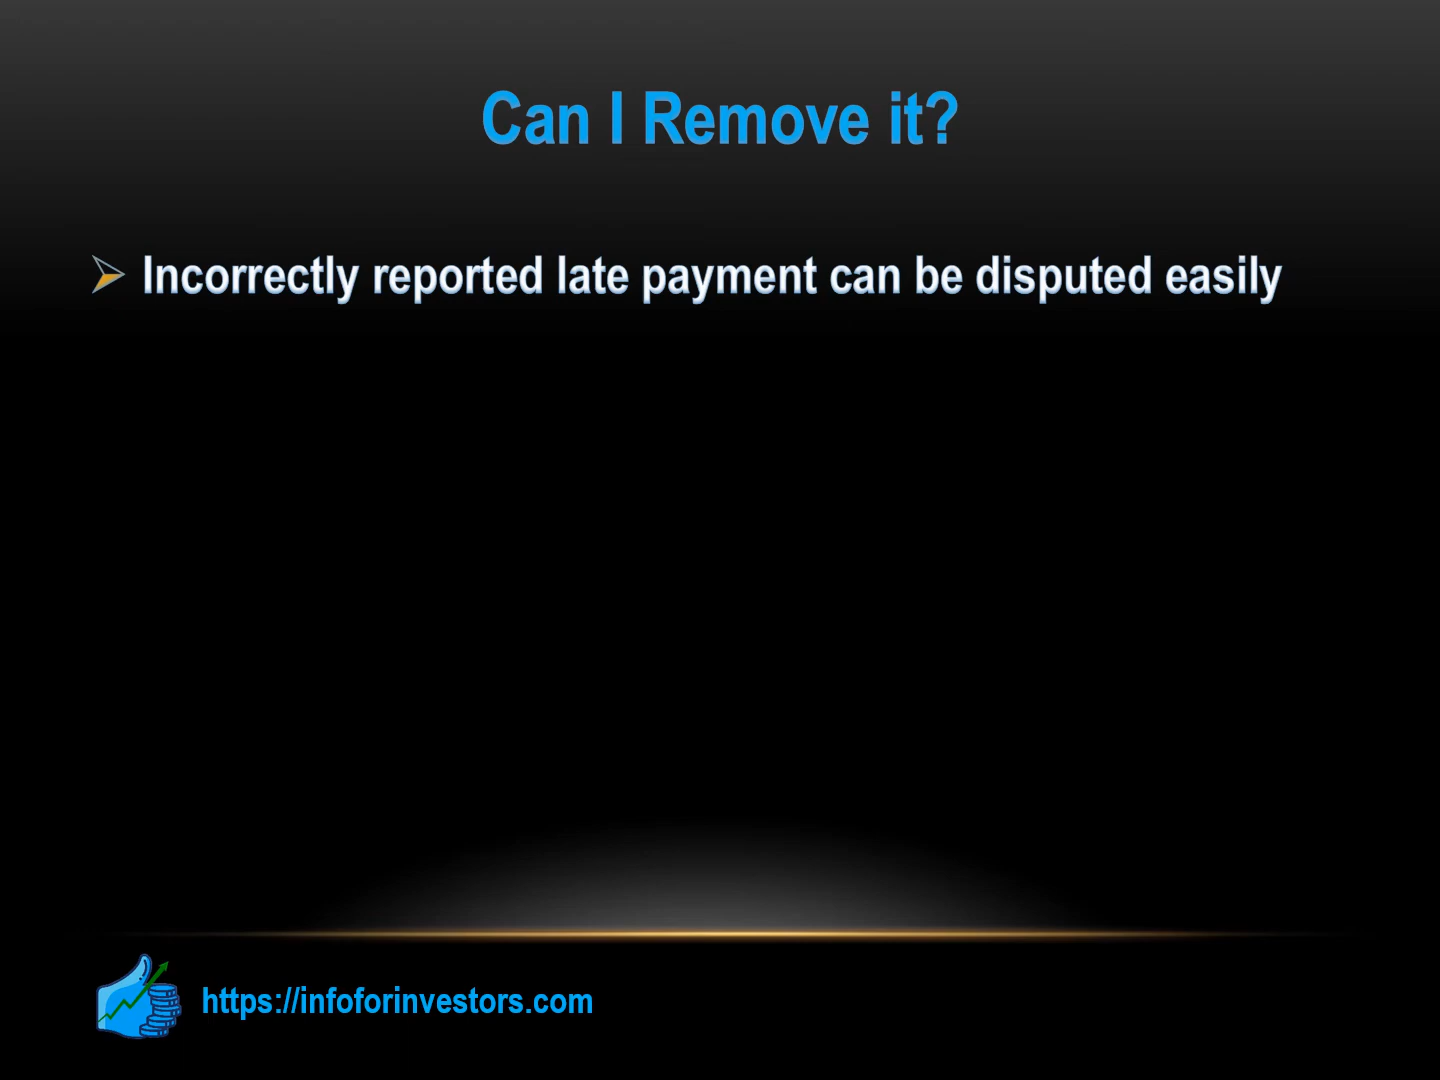 Can I Remove it?
Incorrectly reported late payment can be disputed easily
https://infoforinvestors.com